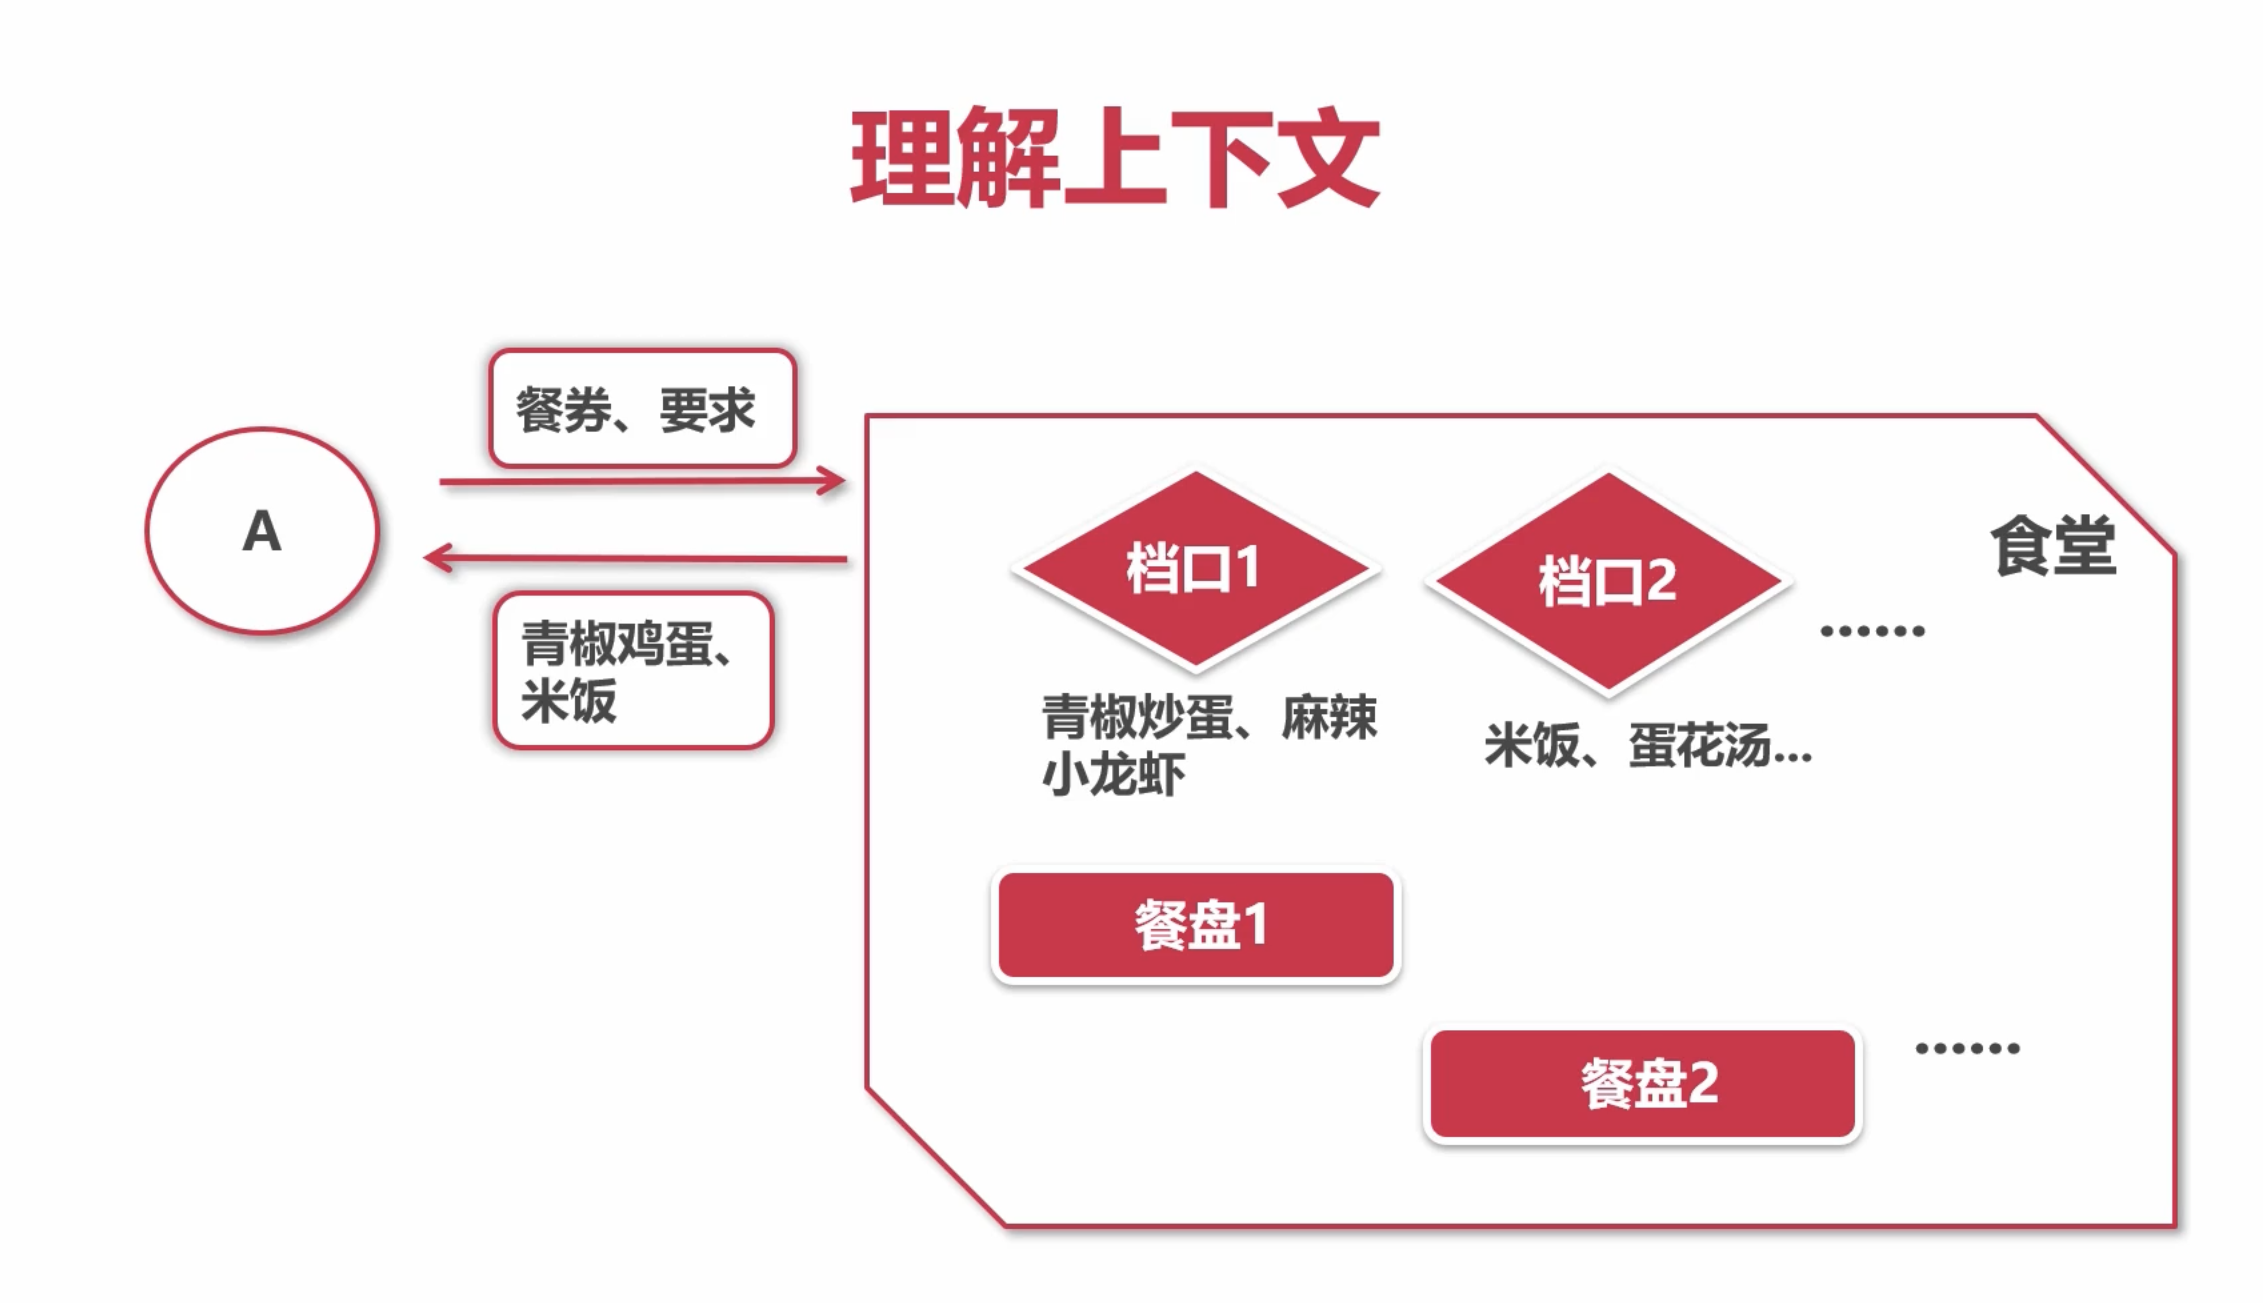 理解上下文
餐券、要求
A
青椒鸡蛋、
米饭
食堂
档口1
档口2
......
青椒炒蛋、麻辣
小龙虾
米饭、蛋花汤...
餐盘1
餐盘2
......